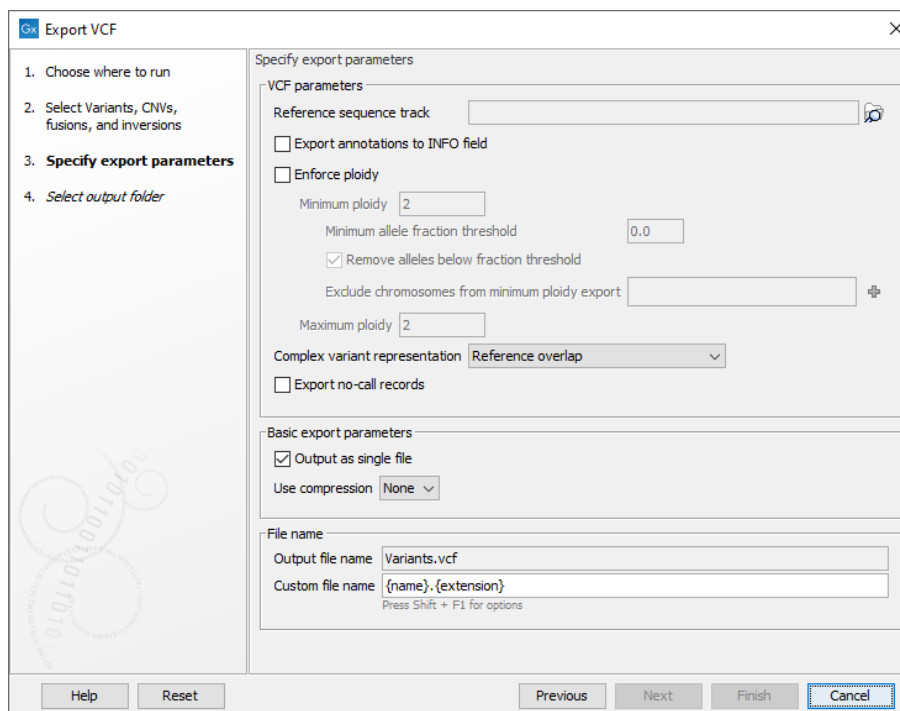 Gx Export VCF
1. Choose where to run
2. Select Variants, CNVs,
fusions, and inversions
3. Specify export parameters
4. Select output folder
Specify export parameters
VCF parameters
Reference sequence track
Export annotations to INFO field
Enforce ploidy
Minimum ploidy 2
Minimum allele fraction threshold 0.0
Remove alleles below fraction threshold
Exclude chromosomes from minimum ploidy export
Maximum ploidy 2
Complex variant representation Reference overlap
Export no-call records
Basic export parameters
Output as single file
Use compression None
File name
Output file name Variants.vcf
Custom file name {name}.{extension}
Press Shift + F1 for options
Help Reset Previous Next Finish Cancel